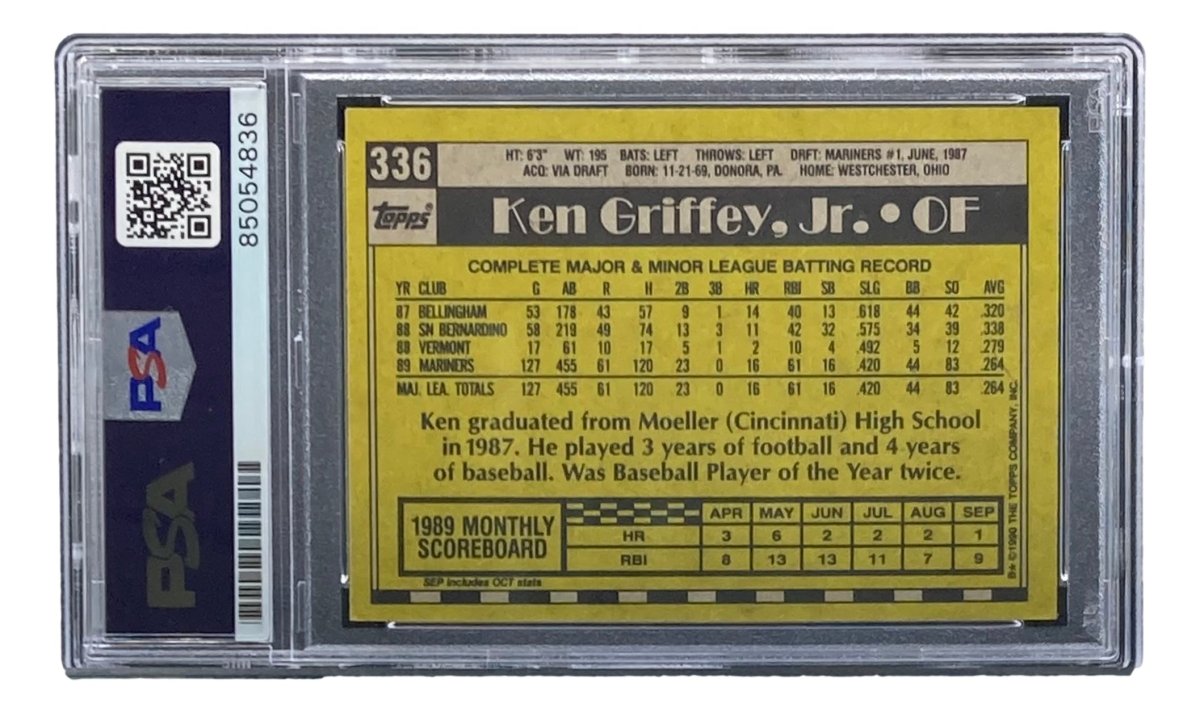 85054836
PSA
PSA
336
HT: 6'3" WT: 195 BATS: LEFT THROWS: LEFT DRFT: MARINERS #1, JUNE, 1987
ACQ: VIA DRAFT BORN: 11-21-69, DONORA, PA. HOME: WESTCHESTER, OHIO
Topps®
Ken Griffey, Jr. • OF
COMPLETE MAJOR & MINOR LEAGUE BATTING RECORD
YR CLUB G AB R H 2B 3B HR RBI SB SLG BB SO AVG
87 BELLINGHAM 53 178 43 57 9 1 14 40 13 .618 44 42 .320
88 SN BERNARDINO 58 219 49 74 13 3 11 42 32 .575 34 39 .338
88 VERMONT 17 61 10 17 5 1 2 10 4 .492 5 12 .279
89 MARINERS 127 455 61 120 23 0 16 61 16 .420 44 83 .264
MAJ. LEA. TOTALS 127 455 61 120 23 0 16 61 16 .420 44 83 .264
Ken graduated from Moeller (Cincinnati) High School
in 1987. He played 3 years of football and 4 years
of baseball. Was Baseball Player of the Year twice.
1989 MONTHLY
SCOREBOARD
APR MAY JUN JUL AUG SEP
HR 3 6 2 2 2 1
RBI 8 13 13 11 7 9
SEP includes OCT stats
B* ©1990 THE TOPPS COMPANY, INC.